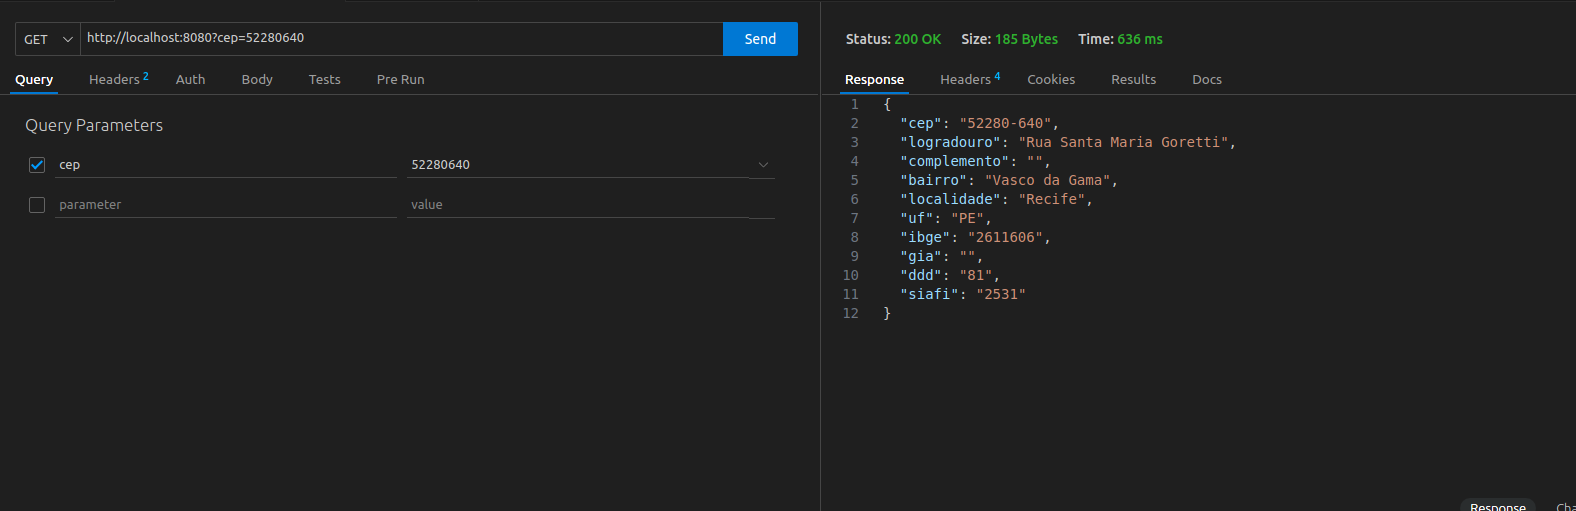 GET http://localhost:8080?cep=52280640 Send
Query Headers 2 Auth Body Tests Pre Run
Query Parameters
cep 52280640
parameter value
Status: 200 OK Size: 185 Bytes Time: 636 ms
Response Headers 4 Cookies Results Docs
1 {
2 "cep": "52280-640",
3 "logradouro": "Rua Santa Maria Goretti",
4 "complemento": "",
5 "bairro": "Vasco da Gama",
6 "localidade": "Recife",
7 "uf": "PE",
8 "ibge": "2611606",
9 "gia": "",
10 "ddd": "81",
11 "siafi": "2531"
12 }
Response